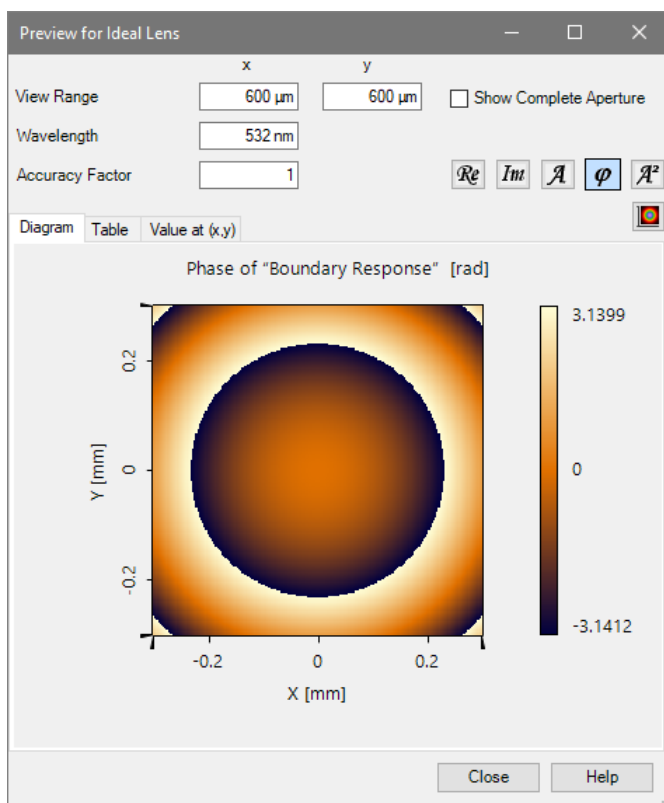 Preview for Ideal Lens
x y
View Range 600 µm 600 µm Show Complete Aperture
Wavelength 532 nm
Accuracy Factor 1 Re Im A φ A²
Diagram Table Value at (x,y)
Phase of "Boundary Response" [rad]
3.1399
0
-3.1412
Y [mm]
0.2
0
-0.2
-0.2 0 0.2
X [mm]
Close Help